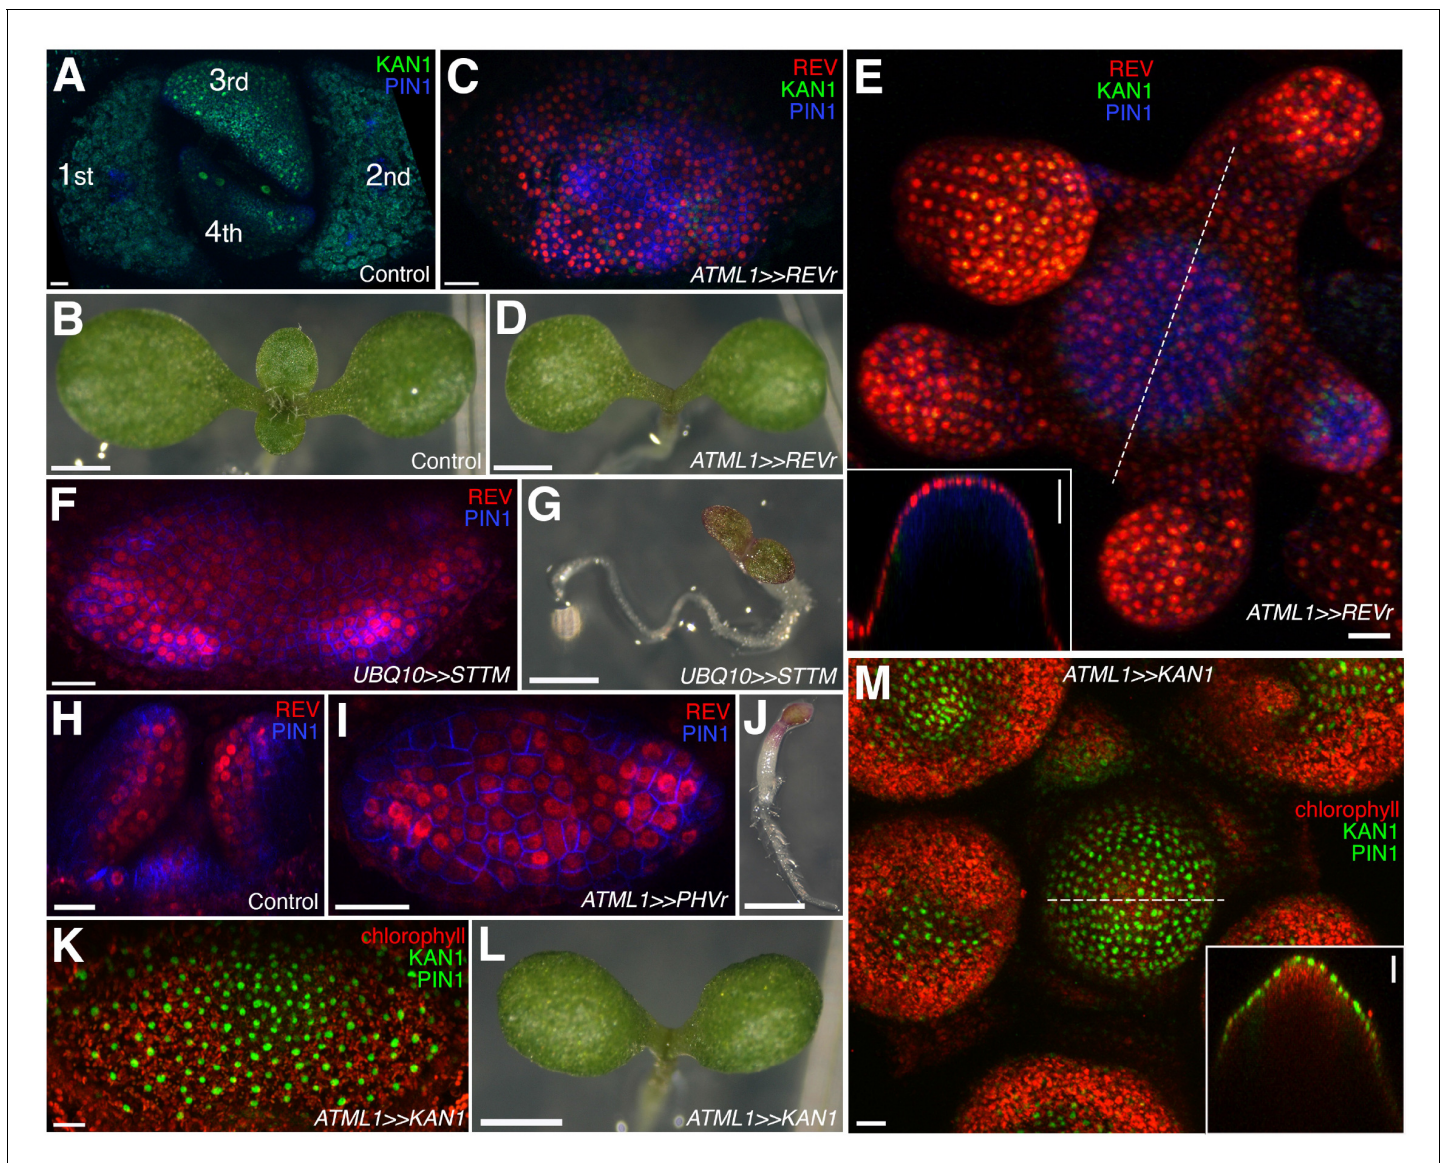 A
KAN1
PIN1
3rd
1st
2nd
4th
Control
C
REV
KAN1
PIN1
ATML1>>REVr
E
REV
KAN1
PIN1
ATML1>>REVr
B
Control
D
ATML1>>REVr
F
REV
PIN1
UBQ10>>STTM
G
UBQ10>>STTM
H
REV
PIN1
Control
I
REV
PIN1
ATML1>>PHVr
J
K
chlorophyll
KAN1
PIN1
ATML1>>KAN1
L
ATML1>>KAN1
M
ATML1>>KAN1
chlorophyll
KAN1
PIN1